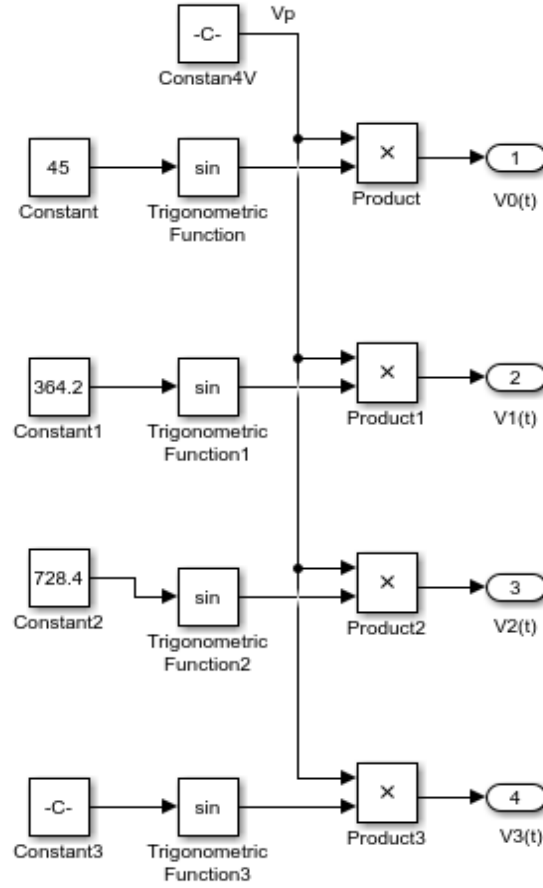 Vp
-C-
Constan4V
45
Constant
sin
Trigonometric
Function
×
Product
1
V0(t)
364.2
Constant1
sin
Trigonometric
Function1
×
Product1
2
V1(t)
728.4
Constant2
sin
Trigonometric
Function2
×
Product2
3
V2(t)
-C-
Constant3
sin
Trigonometric
Function3
×
Product3
4
V3(t)